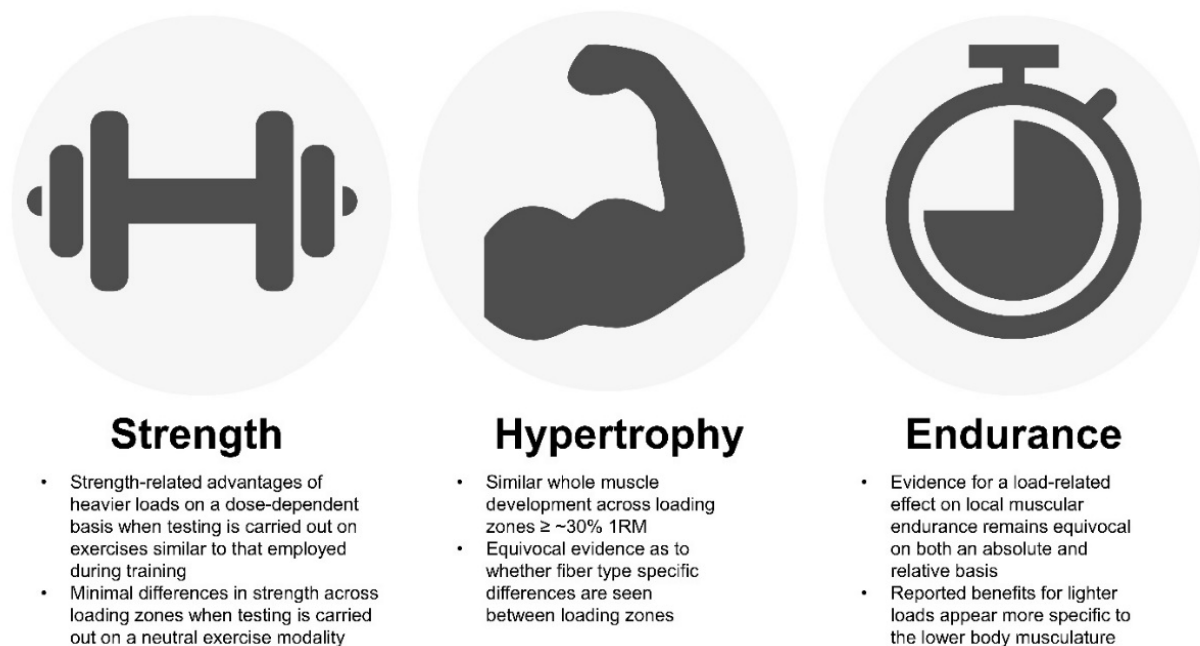 Strength
• Strength-related advantages of
heavier loads on a dose-dependent
basis when testing is carried out on
exercises similar to that employed
during training
• Minimal differences in strength across
loading zones when testing is carried
out on a neutral exercise modality
Hypertrophy
• Similar whole muscle
development across loading
zones ≥ ~30% 1RM
• Equivocal evidence as to
whether fiber type specific
differences are seen
between loading zones
Endurance
• Evidence for a load-related
effect on local muscular
endurance remains equivocal
on both an absolute and
relative basis
• Reported benefits for lighter
loads appear more specific to
the lower body musculature